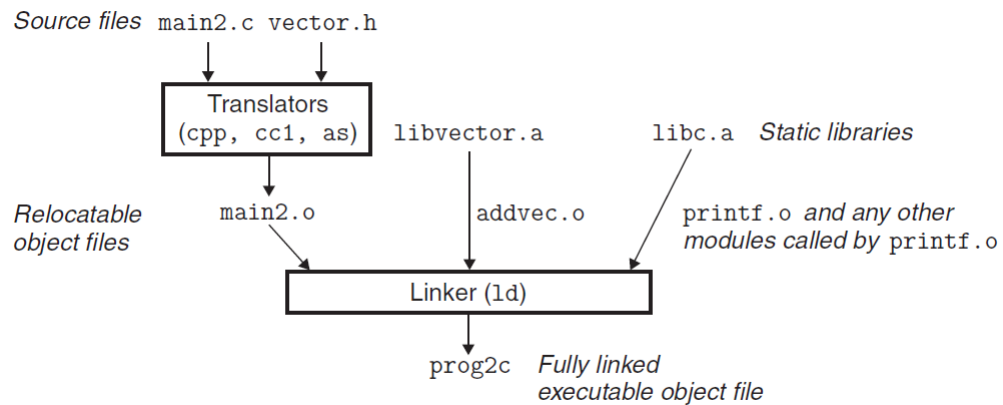 Source files main2.c vector.h
Translators
(cpp, cc1, as)
libvector.a
libc.a Static libraries
Relocatable
object files
main2.o
addvec.o
printf.o and any other
modules called by printf.o
Linker (ld)
prog2c
Fully linked
executable object file